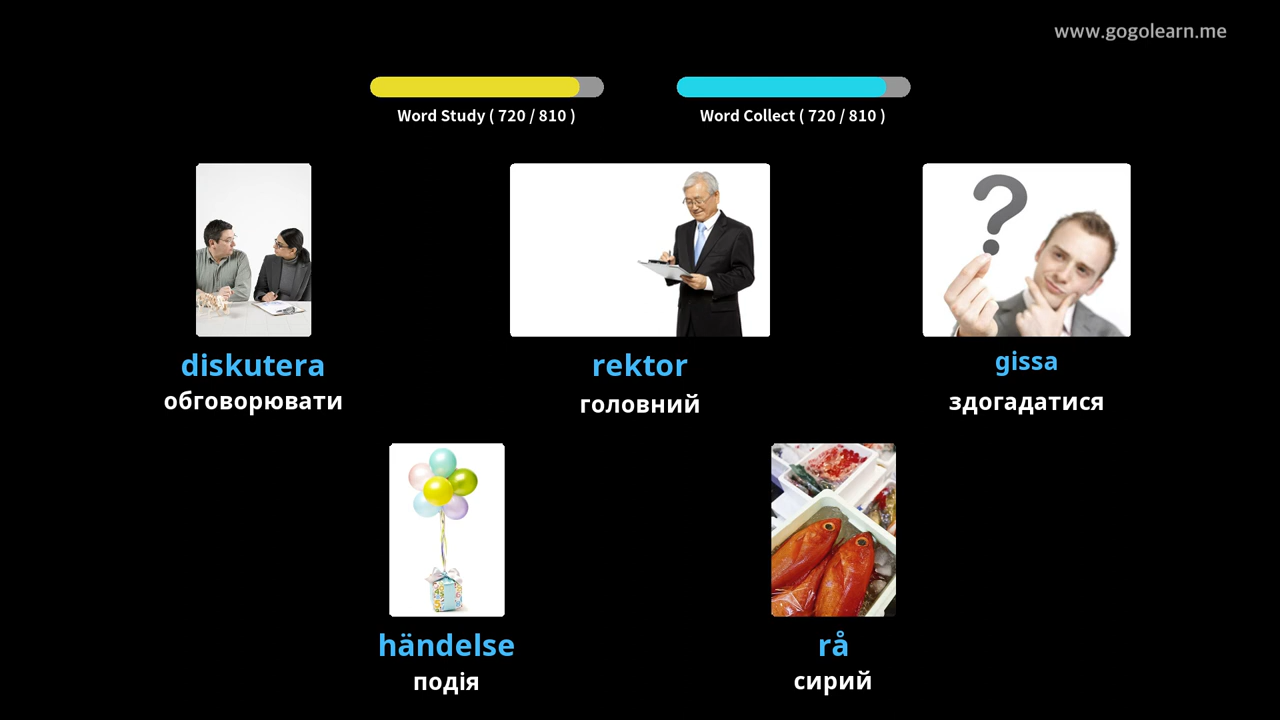 www.gogolearn.me
Word Study ( 720 / 810 )
Word Collect ( 720 / 810 )
diskutera
обговорювати
rektor
головний
gissa
здогадатися
händelse
подія
rå
сирий